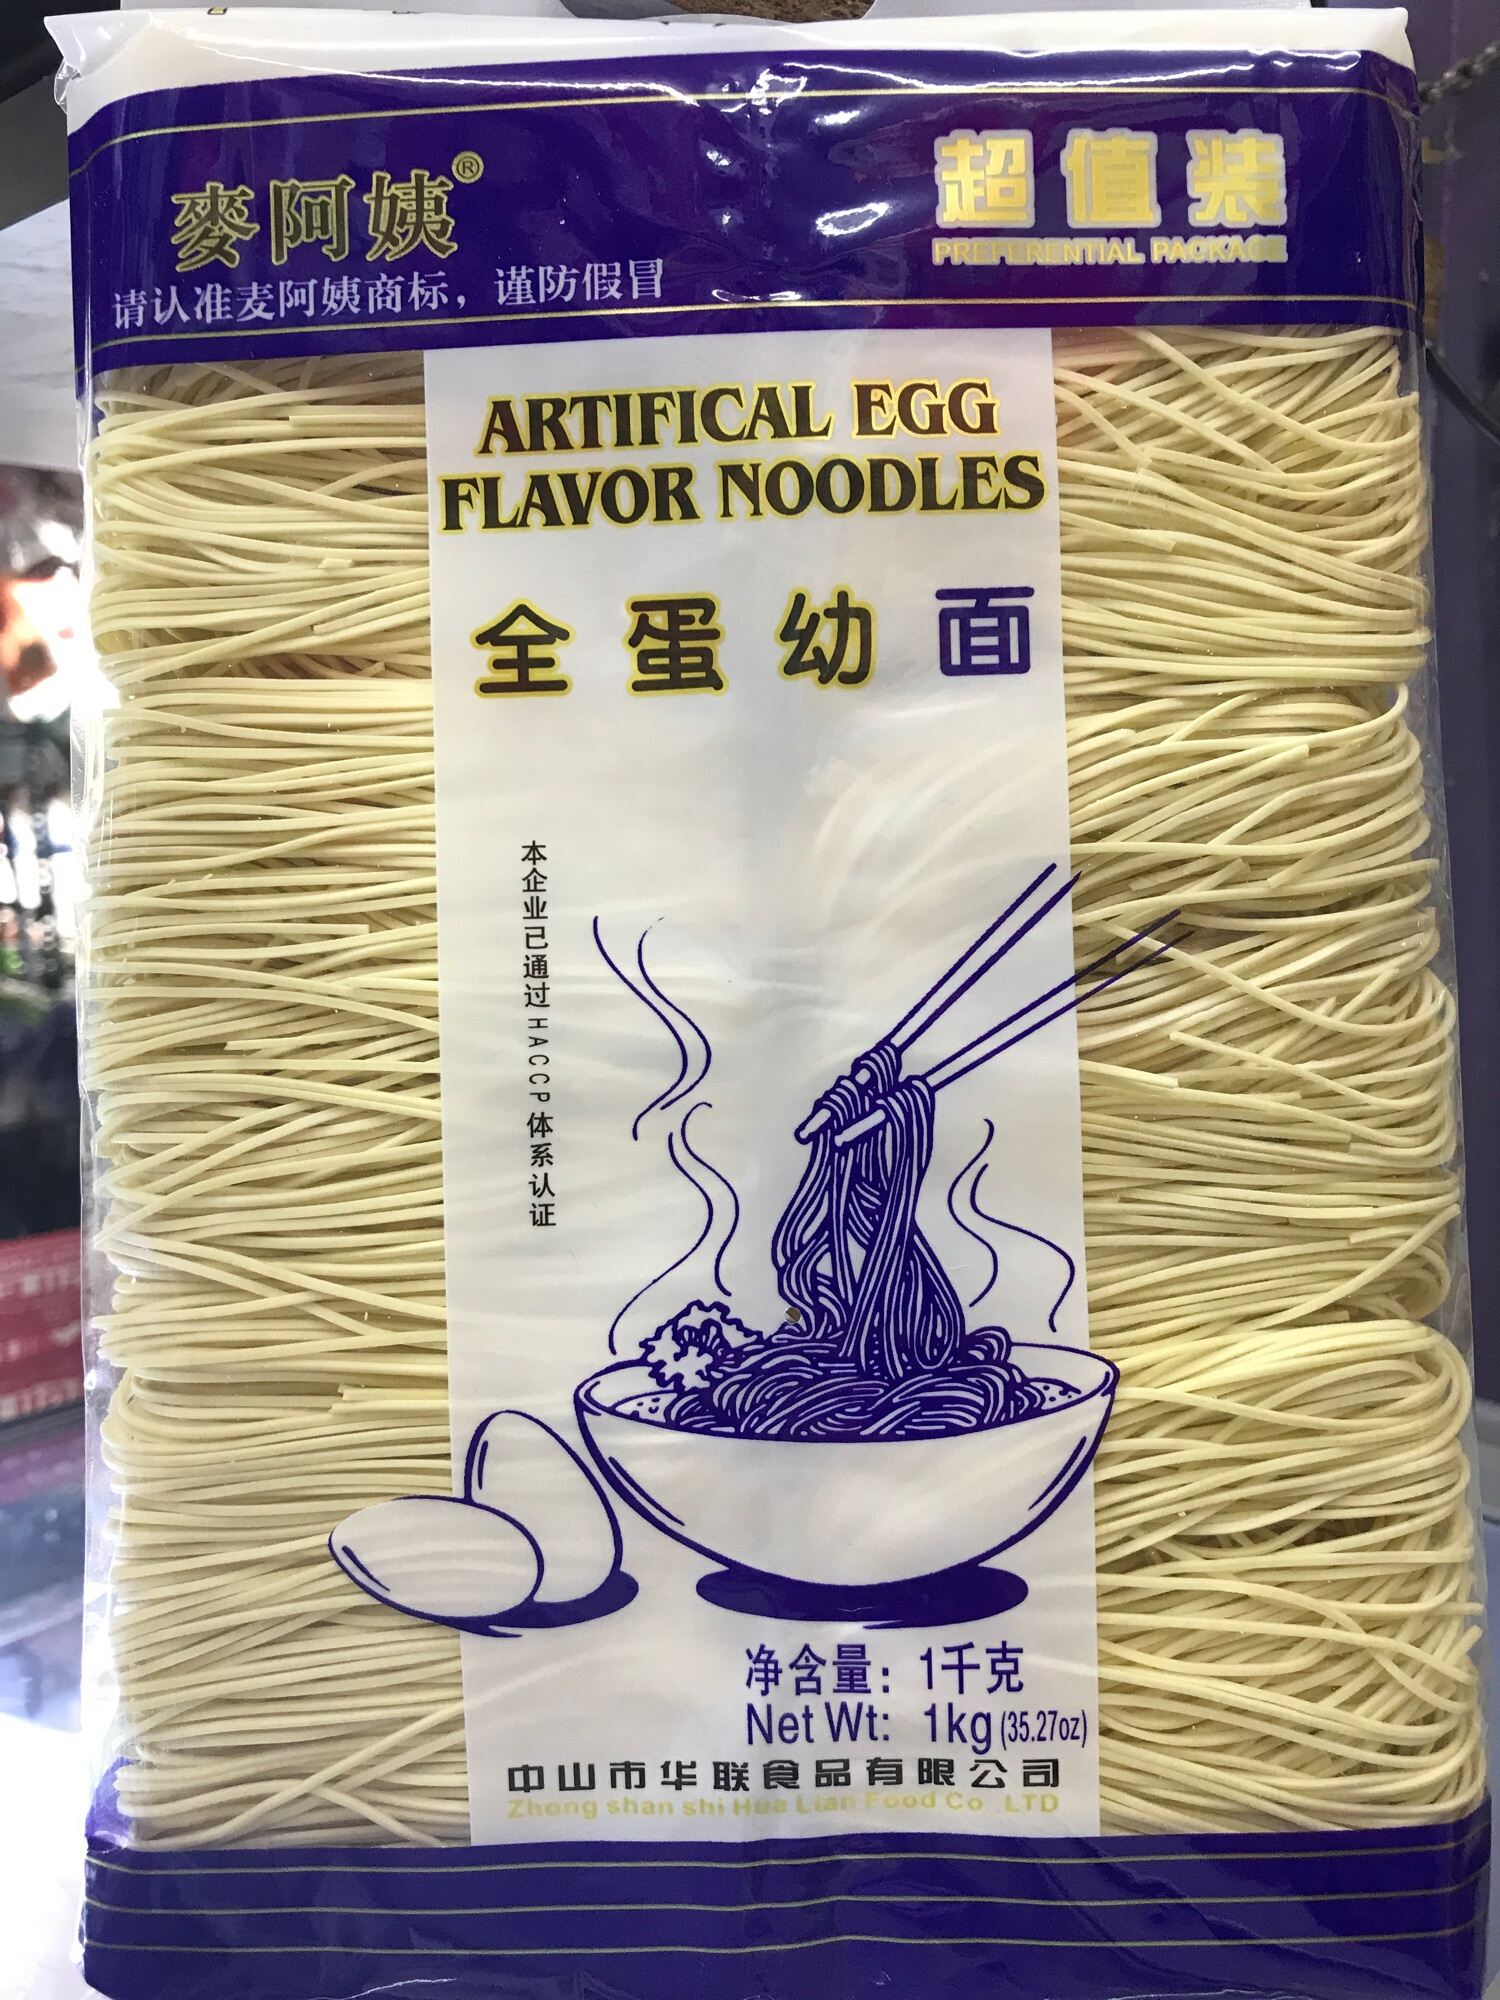 麥阿姨®
请认准麦阿姨商标，谨防假冒
超值装
PREFERENTIAL PACKAGE
ARTIFICAL EGG
FLAVOR NOODLES
全蛋幼面
本企业已通过HACCP体系认证
净含量：1千克
Net Wt: 1kg (35.27oz)
中山市华联食品有限公司
Zhong shan shi Hua Lian Food Co .LTD